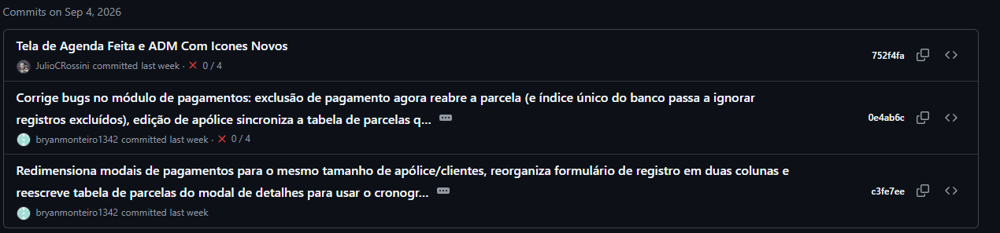 Commits on Sep 4, 2026
Tela de Agenda Feita e ADM Com Icones Novos
JulioCRossini committed last week · 0 / 4
752f4fa
Corrige bugs no módulo de pagamentos: exclusão de pagamento agora reabre a parcela (e índice único do banco passa a ignorar
registros excluídos), edição de apólice sincroniza a tabela de parcelas q...
bryanmonteiro1342 committed last week · 0 / 4
0e4ab6c
Redimensiona modais de pagamentos para o mesmo tamanho de apólice/clientes, reorganiza formulário de registro em duas colunas e
reescreve tabela de parcelas do modal de detalhes para usar o cronogr...
bryanmonteiro1342 committed last week
c3fe7ee